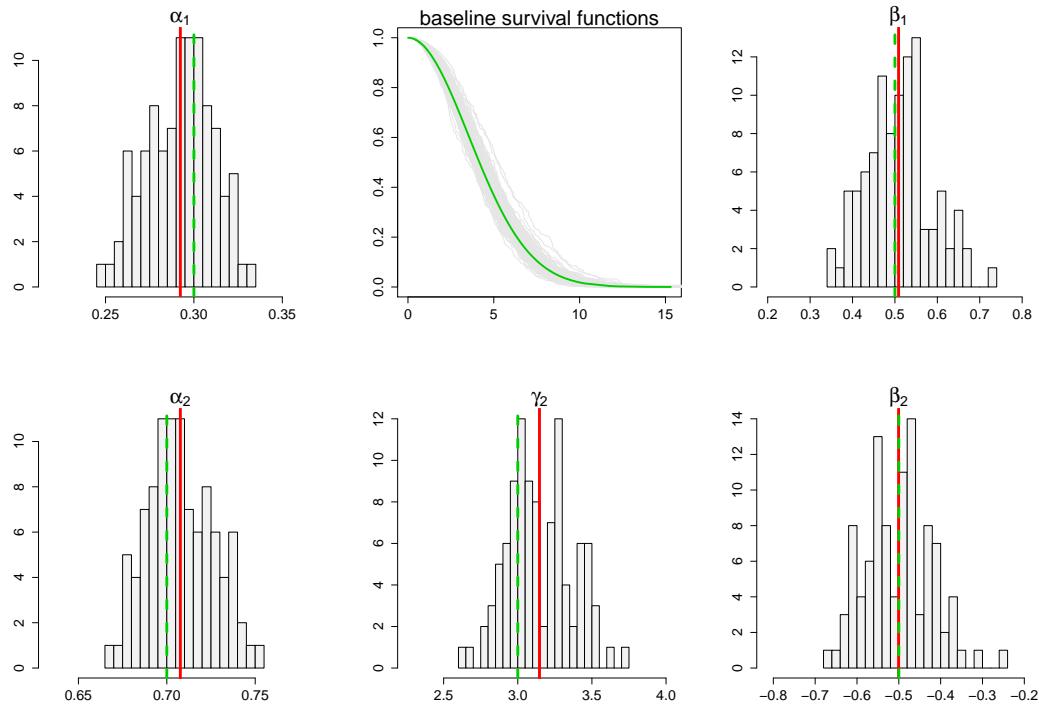 α1
0 2 4 6 8 10
0.25 0.30 0.35
baseline survival functions
0.0 0.2 0.4 0.6 0.8 1.0
0 5 10 15
β1
0 2 4 6 8 10 12
0.2 0.3 0.4 0.5 0.6 0.7 0.8
α2
0 2 4 6 8 10
0.65 0.70 0.75
γ2
0 2 4 6 8 10 12
2.5 3.0 3.5 4.0
β2
0 2 4 6 8 10 12 14
−0.8 −0.7 −0.6 −0.5 −0.4 −0.3 −0.2